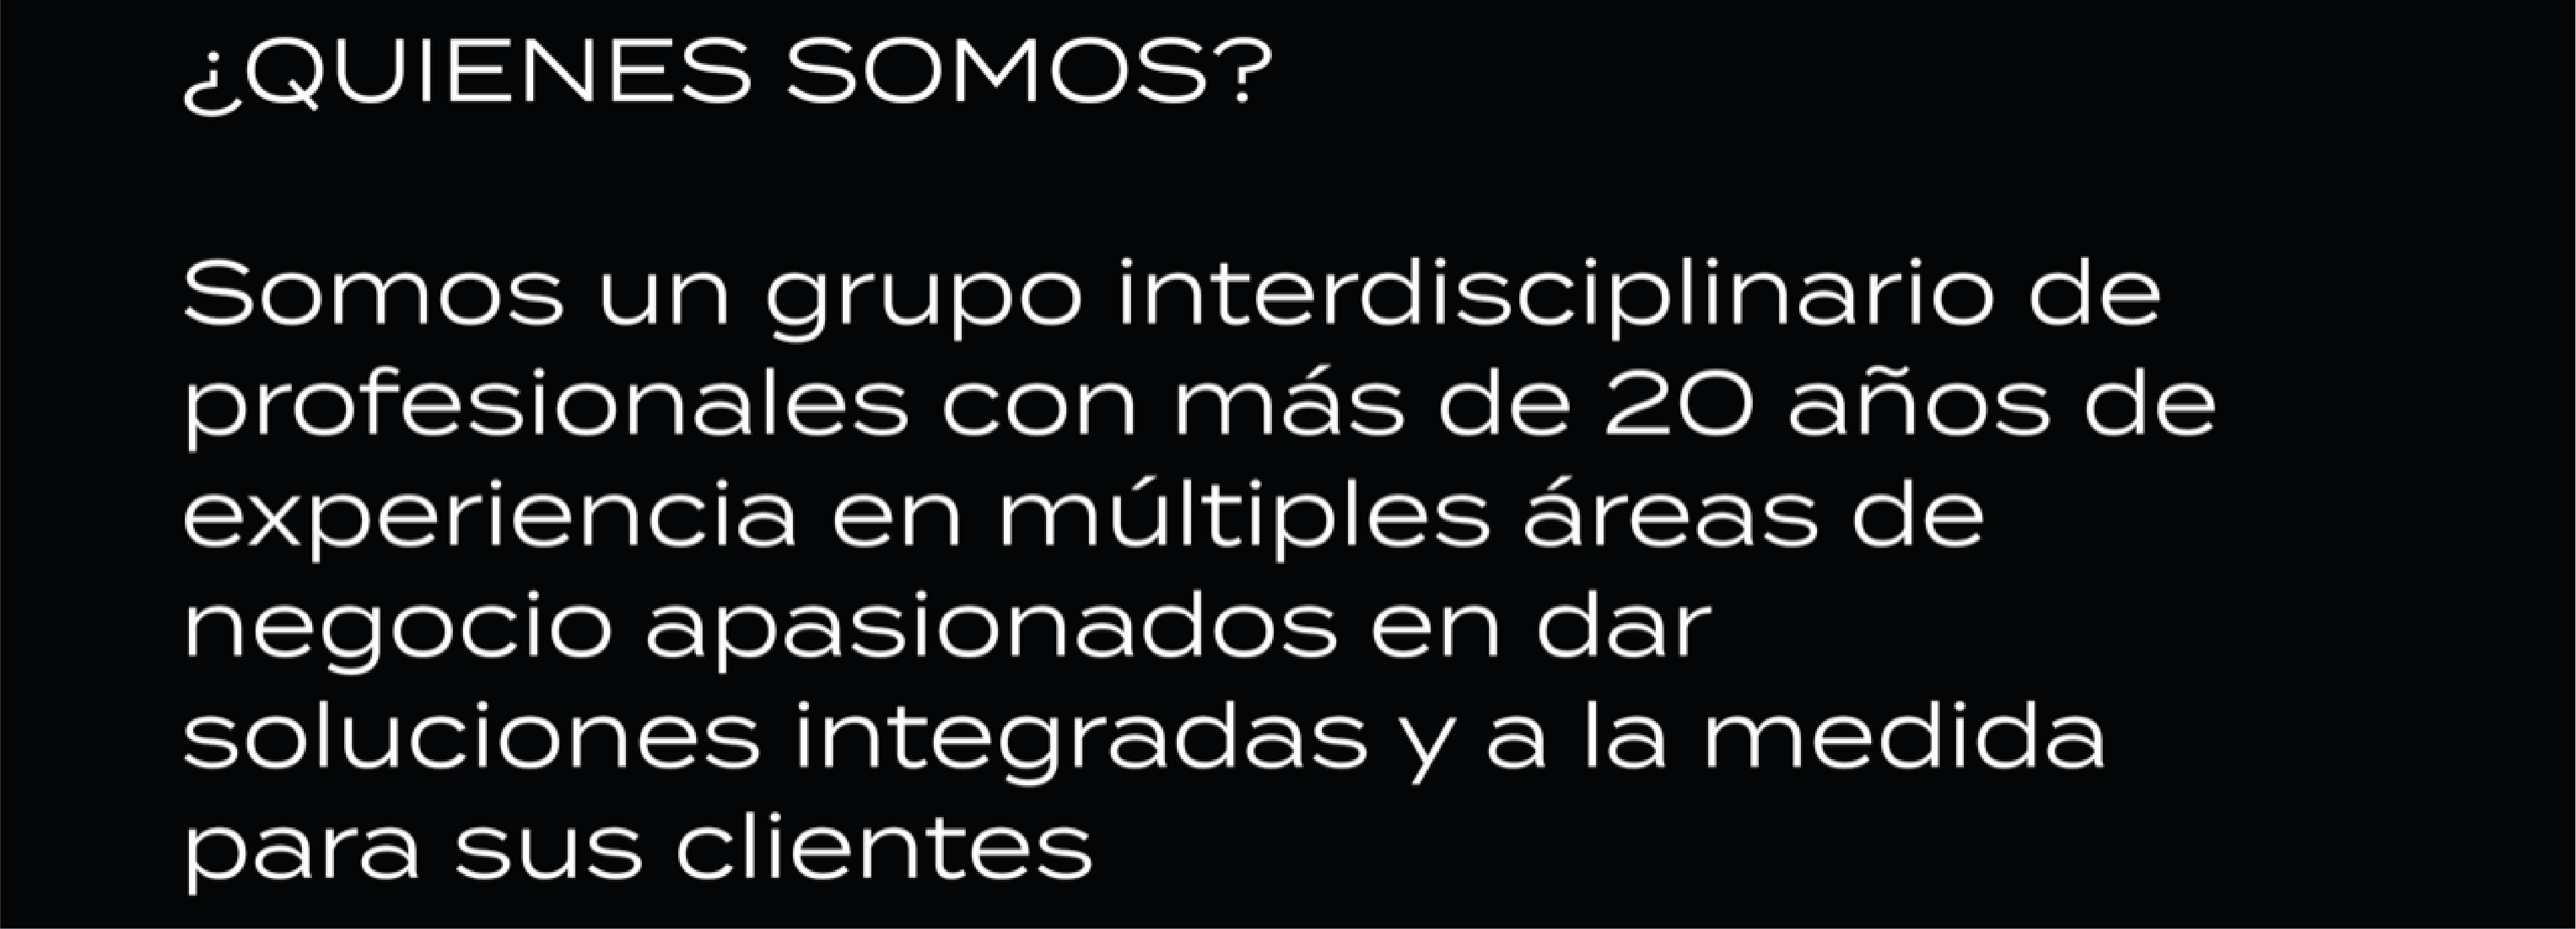 ¿QUIENES SOMOS?
Somos un grupo interdisciplinario de
profesionales con más de 20 años de
experiencia en múltiples áreas de
negocio apasionados en dar
soluciones integradas y a la medida
para sus clientes